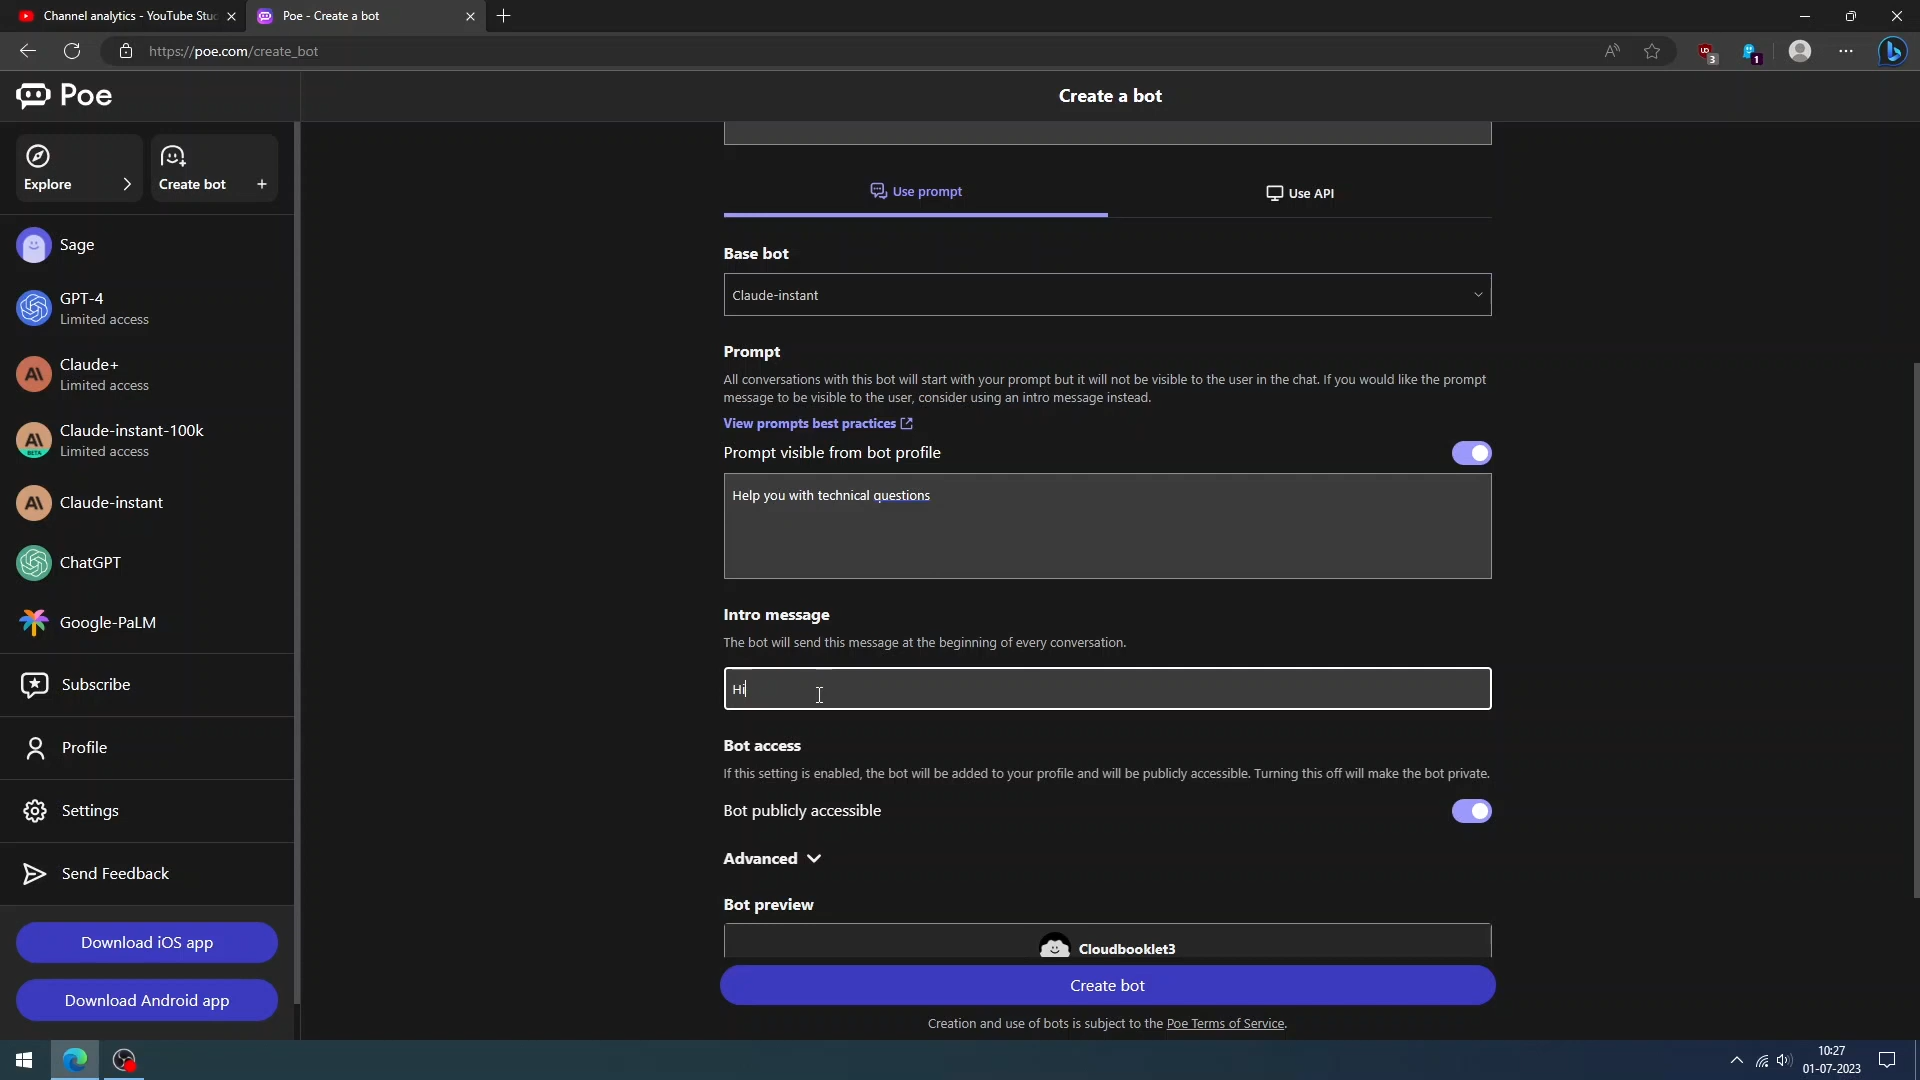 Channel analytics - YouTube Stu
Poe - Create a bot
https://poe.com/create_bot
3
1
Poe
Create a bot
Explore
Create bot
Sage
GPT-4
Limited access
Claude+
Limited access
Claude-instant-100k
Limited access
BETA
Claude-instant
ChatGPT
Google-PaLM
Subscribe
Profile
Settings
Send Feedback
Download iOS app
Download Android app
Use prompt
Use API
Base bot
Claude-instant
Prompt
All conversations with this bot will start with your prompt but it will not be visible to the user in the chat. If you would like the prompt
message to be visible to the user, consider using an intro message instead.
View prompts best practices
Prompt visible from bot profile
Help you with technical questions
Intro message
The bot will send this message at the beginning of every conversation.
Hi
Bot access
If this setting is enabled, the bot will be added to your profile and will be publicly accessible. Turning this off will make the bot private.
Bot publicly accessible
Advanced
Bot preview
Cloudbooklet3
Create bot
Creation and use of bots is subject to the Poe Terms of Service.
10:27
01-07-2023